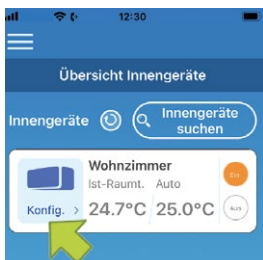 12:30
Übersicht Innengeräte
Innengeräte
Innengeräte
suchen
Wohnzimmer
Ist-Raumt. Auto
Konfig. > 24.7°C 25.0°C
Ein
Aus